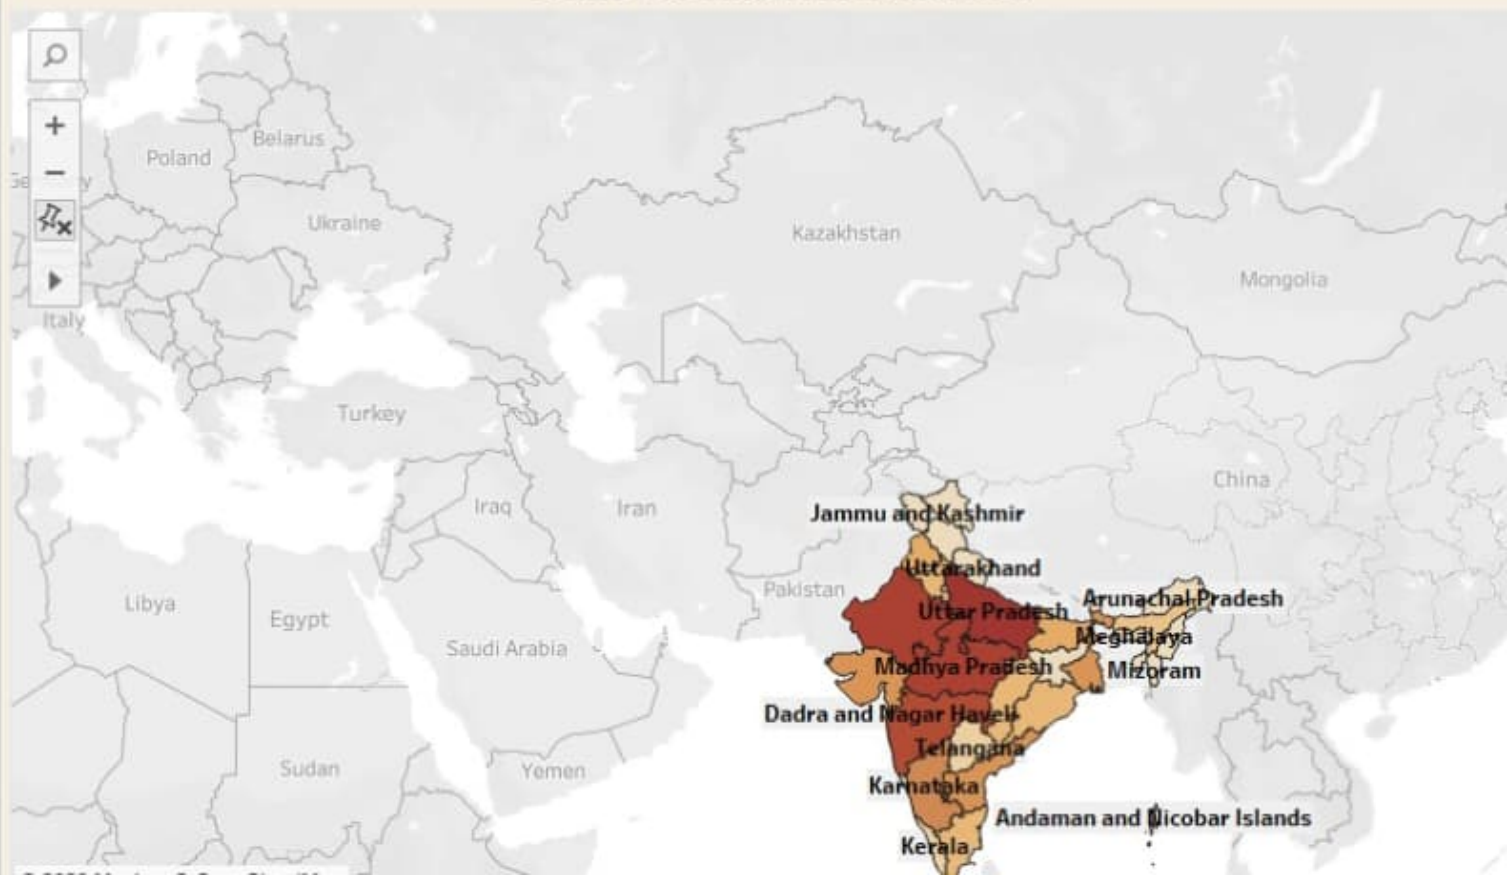 Belarus
Poland
Ukraine
Kazakhstan
Mongolia
Italy
Turkey
China
Iraq
Iran
Jammu and Kashmir
Uttarakhand
Pakistan
Arunachal Pradesh
Libya
Egypt
Uttar Pradesh
Meghalaya
Saudi Arabia
Madhya Pradesh
Mizoram
Dadra and Nagar Haveli
Telangana
Sudan
Yemen
Karnataka
Andaman and Nicobar Islands
Kerala